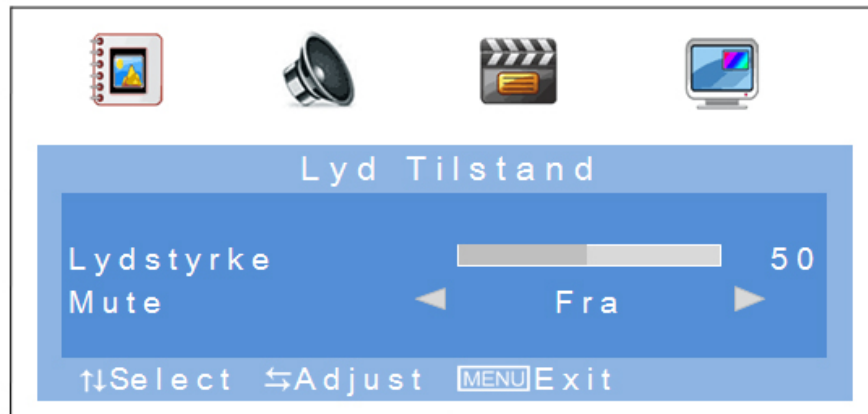 Lyd Tilstand
Lydstyrke 50
Mute Fra
↑↓Select ⇆Adjust MENU Exit